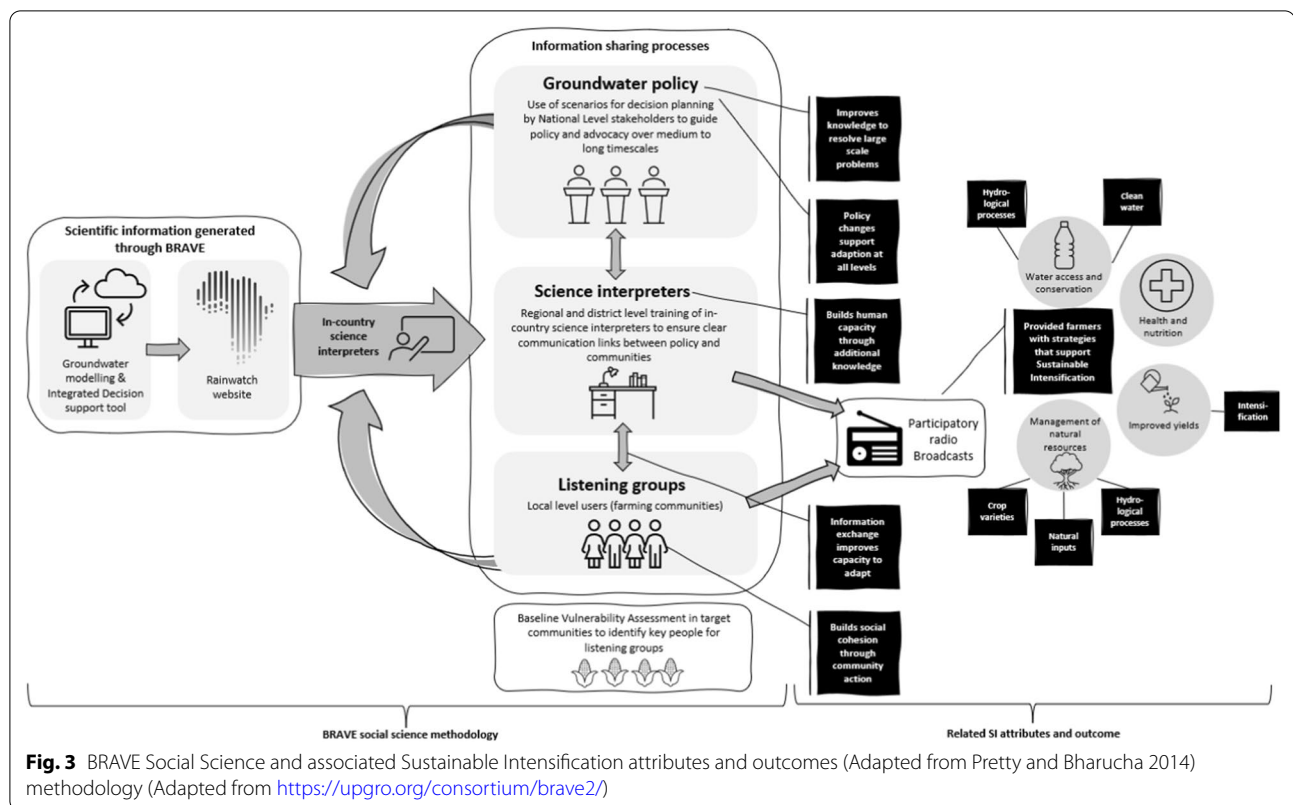 Scientific information generated
through BRAVE
Groundwater
modelling &
Integrated Decision
support tool
Rainwatch
website
In-country
science
interpreters
Information sharing processes
Groundwater policy
Use of scenarios for decision planning
by National Level stakeholders to guide
policy and advocacy over medium to
long timescales
Science interpreters
Regional and district level training of in-
country science interpreters to ensure clear
communication links between policy and
communities
Listening groups
Local level users (farming communities)
Baseline Vulnerability Assessment in target
communities to identify key people for
listening groups
Improves
knowledge to
resolve large
scale
problems
Policy
changes
support
adaption at
all levels
Builds human
capacity
through
additional
knowledge
Participatory
radio
Broadcasts
Information
exchange
improves
capacity to
adapt
Builds social
cohesion
through
community
action
Hydro-
logical
processes
Clean
water
Water access and
conservation
Health and
nutrition
Provided farmers
with strategies
that support
Sustainable
Intensification
Improved yields
Intensi-
fication
Management of
natural
resources
Crop
varieties
Natural
inputs
Hydro-
logical
processes
BRAVE social science methodology
Related SI attributes and outcome
Fig. 3 BRAVE Social Science and associated Sustainable Intensification attributes and outcomes (Adapted from Pretty and Bharucha 2014)
methodology (Adapted from https://upgro.org/consortium/brave2/)